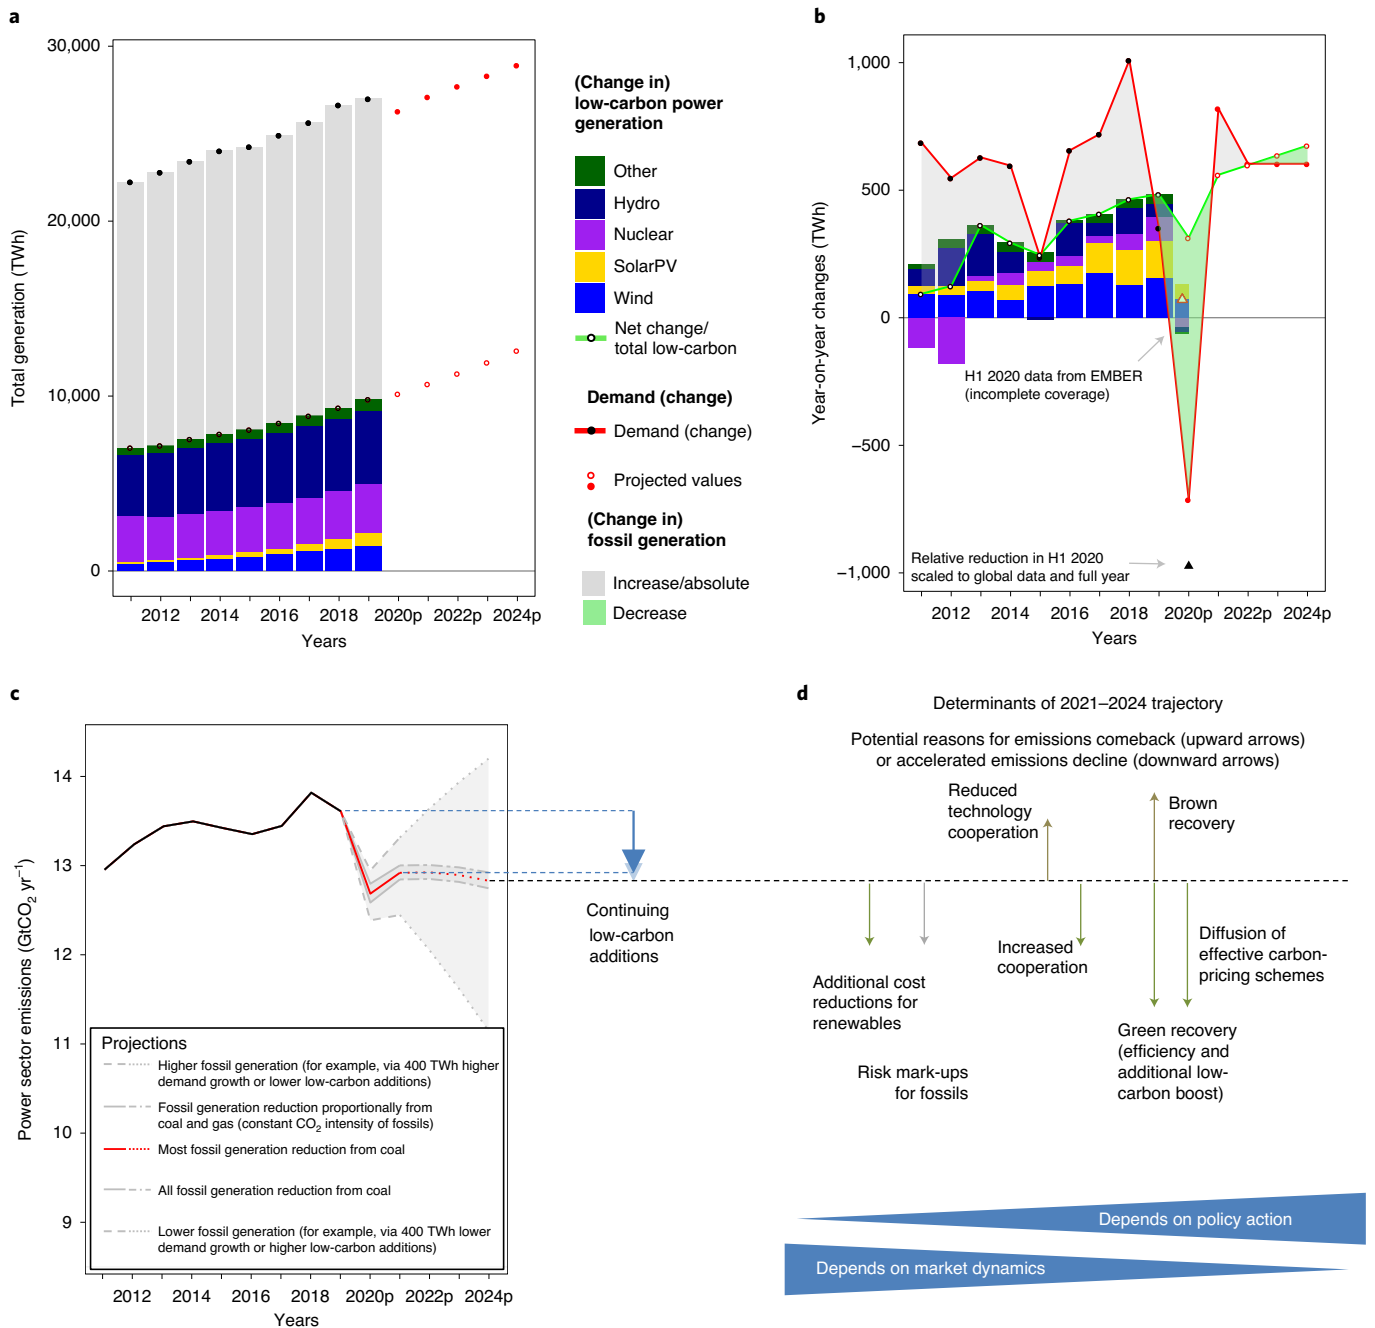 a
30,000
20,000
10,000
0
Total generation (TWh)
2012
2014
2016
2018
2020p
2022p
2024p
Years
(Change in)
low-carbon power
generation
Other
Hydro
Nuclear
SolarPV
Wind
Net change/
total low-carbon
Demand (change)
Demand (change)
Projected values
(Change in)
fossil generation
Increase/absolute
Decrease
b
1,000
500
0
−500
−1,000
Year-on-year changes (TWh)
H1 2020 data from EMBER
(incomplete coverage)
Relative reduction in H1 2020
scaled to global data and full year
2012
2014
2016
2018
2020p
2022p
2024p
Years
c
14
13
12
11
10
9
Power sector emissions (GtCO2 yr−1)
Projections
Higher fossil generation (for example, via 400 TWh higher
demand growth or lower low-carbon additions)
Fossil generation reduction proportionally from
coal and gas (constant CO2 intensity of fossils)
Most fossil generation reduction from coal
All fossil generation reduction from coal
Lower fossil generation (for example, via 400 TWh lower
demand growth or higher low-carbon additions)
2012
2014
2016
2018
2020p
2022p
2024p
Years
Continuing
low-carbon
additions
d
Determinants of 2021–2024 trajectory
Potential reasons for emissions comeback (upward arrows)
or accelerated emissions decline (downward arrows)
Reduced
technology
cooperation
Brown
recovery
Additional cost
reductions for
renewables
Risk mark-ups
for fossils
Increased
cooperation
Diffusion of
effective carbon-
pricing schemes
Green recovery
(efficiency and
additional low-
carbon boost)
Depends on policy action
Depends on market dynamics